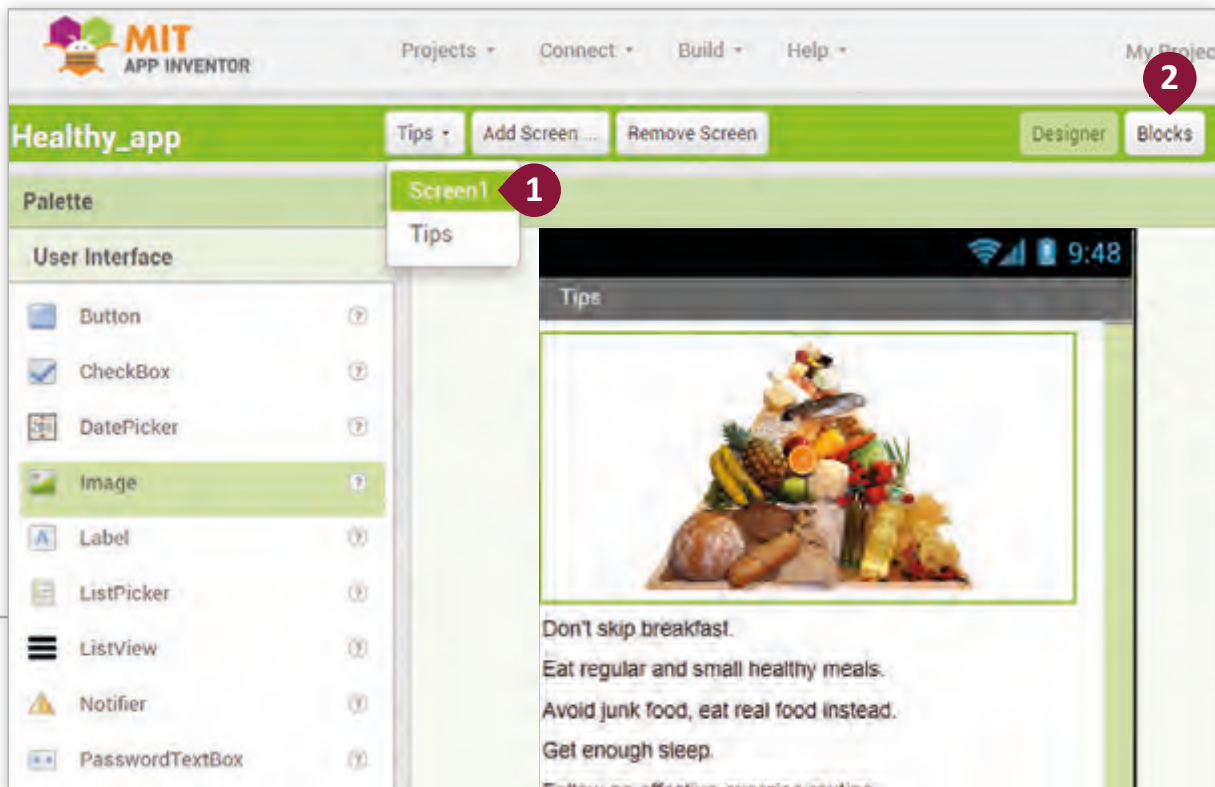 MIT
APP INVENTOR
Projects Connect Build Help My Projec
2
Healthy_app Tips Add Screen ... Remove Screen Designer Blocks
Screen1 1
Tips
Palette
User Interface
9:48
Tips
Button ?
CheckBox ?
DatePicker ?
Image ?
Label ?
ListPicker ?
ListView ?
Notifier ?
PasswordTextBox ?
Don't skip breakfast.
Eat regular and small healthy meals.
Avoid junk food, eat real food instead.
Get enough sleep.